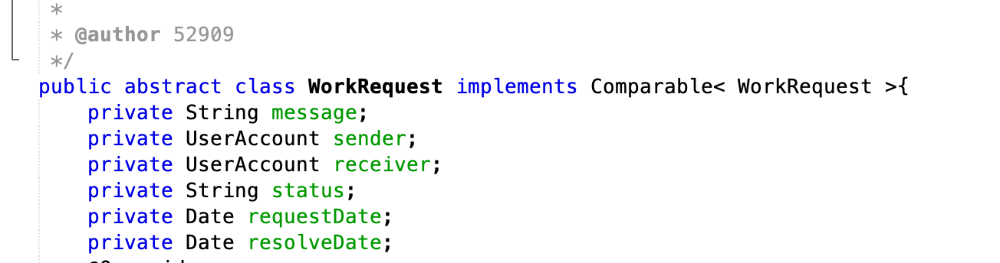 *
* @author 52909
*/
public abstract class WorkRequest implements Comparable< WorkRequest >{
private String message;
private UserAccount sender;
private UserAccount receiver;
private String status;
private Date requestDate;
private Date resolveDate;